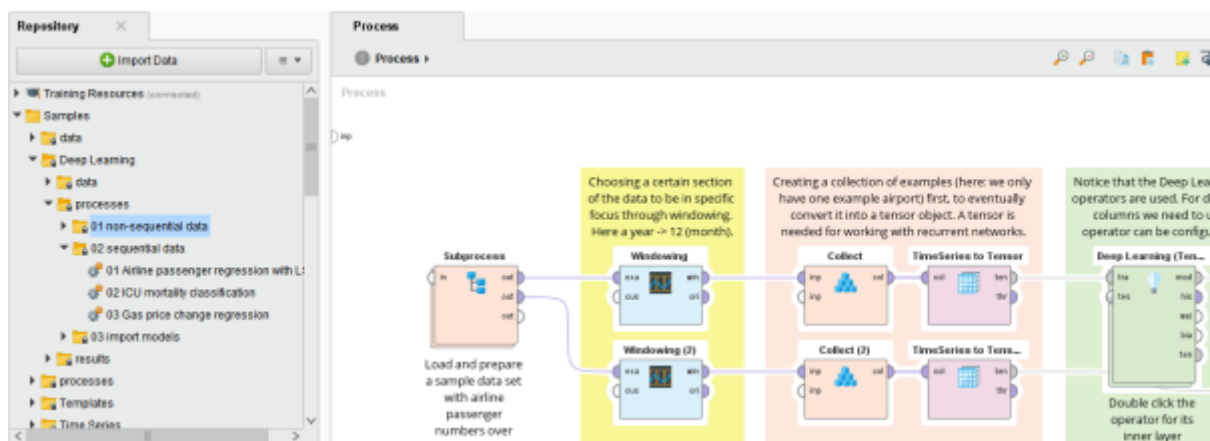 Repository
Import Data
Training Resources (connected)
Samples
data
Deep Learning
data
processes
01 non-sequential data
02 sequential data
01 Airline passenger regression with
02 ICU mortality classification
03 Gas price change regression
03 import models
results
processes
Templates
Time Series
Process
Process
Process
inp
Choosing a certain section
of the data to be in specific
focus through windowing.
Here a year -> 12 (month).
Creating a collection of examples (here: we only
have one example airport) first, to eventually
convert it into a tensor object. A tensor is
needed for working with recurrent networks.
Notice that the Deep
operators are used. For
columns we need to
operator can be
Subprocess
in
out
out
out
Load and prepare
a sample data set
with airline
passenger
numbers over
Windowing
exa
win
ous
ori
Collect
inp
col
inp
TimeSeries to Tensor
col
ten
thr
Deep Learning (Ten...
tra
mod
tes
his
wei
tes
Windowing (2)
exa
win
ous
ori
Collect (2)
inp
col
inp
TimeSeries to Tens...
col
ten
thr
Double click the
operator for its
inner layer